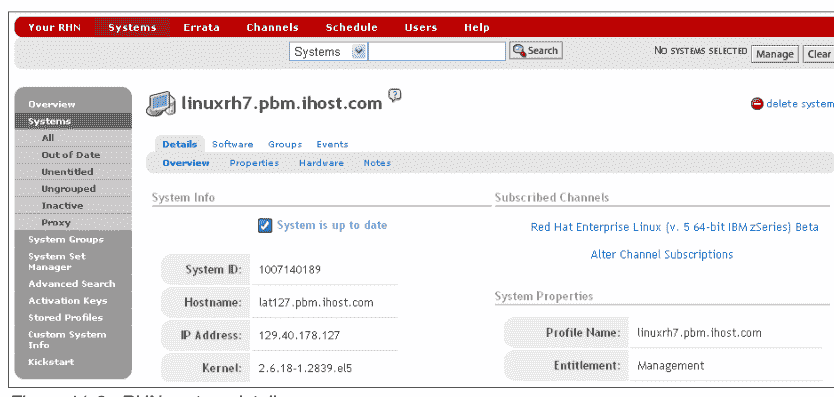 Your RHN Systems Errata Channels Schedule Users Help
Systems Search NO SYSTEMS SELECTED Manage Clear
Overview
Systems
All
Out of Date
Unentitled
Ungrouped
Inactive
Proxy
System Groups
System Set
Manager
Advanced Search
Activation Keys
Stored Profiles
Custom System
Info
Kickstart
linuxrh7.pbm.ihost.com ?
delete system
Details Software Groups Events
Overview Properties Hardware Notes
System Info
System is up to date
System ID: 1007140189
Hostname: lat127.pbm.ihost.com
IP Address: 129.40.178.127
Kernel: 2.6.18-1.2839.el5
Subscribed Channels
Red Hat Enterprise Linux (v. 5 64-bit IBM zSeries) Beta
Alter Channel Subscriptions
System Properties
Profile Name: linuxrh7.pbm.ihost.com
Entitlement: Management